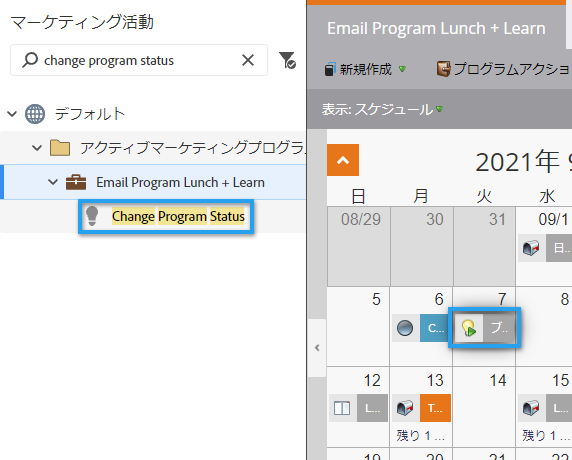 マーケティング活動
change program status
デフォルト
アクティブマーケティングプログラム
Email Program Lunch + Learn
Change Program Status
Email Program Lunch + Learn
新規作成 プログラムアクショ
表示: スケジュール
2021年 9
日 月 火 水
08/29 30 31 09/1
日...
5 6 7 8
C... プ...
12 13 14 15
L... T... L...
残り 1 ... 残り 1 ...
19 20 21 22